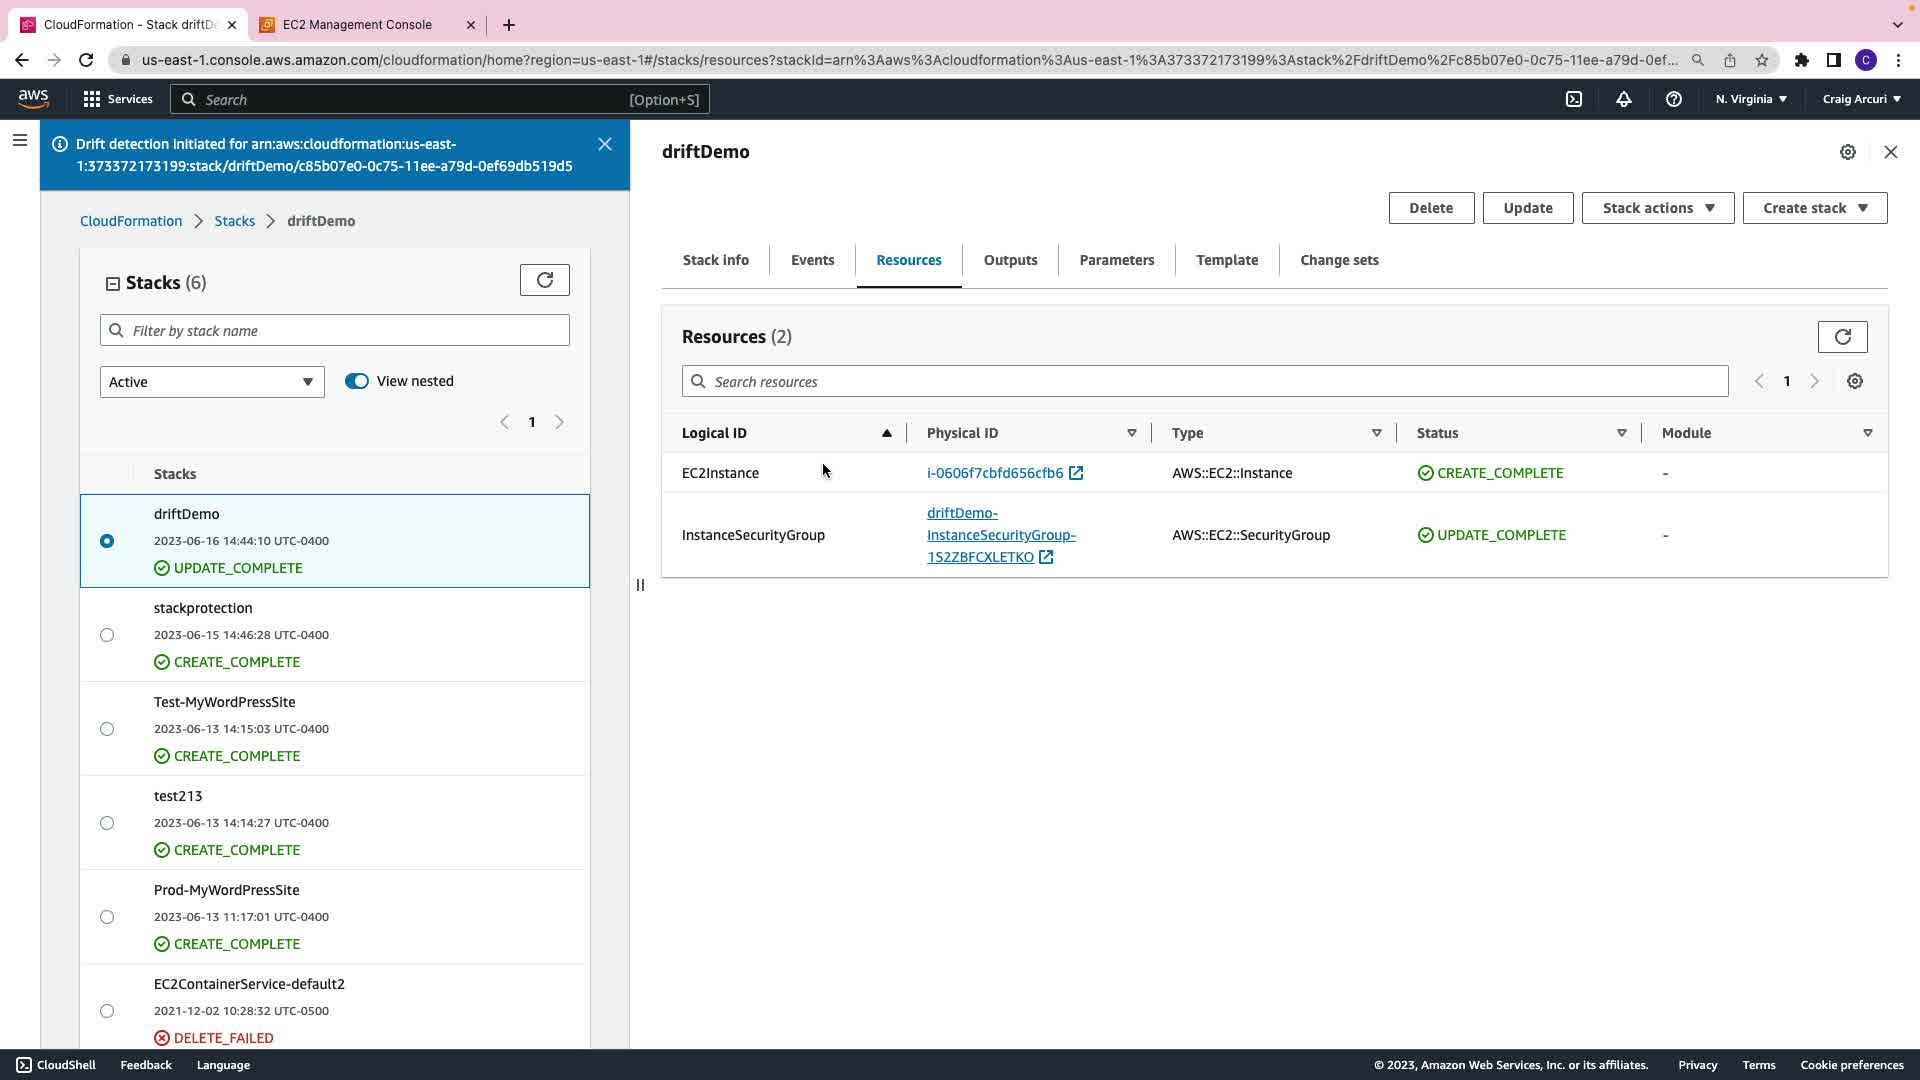 CloudFormation - Stack driftD
EC2 Management Console
us-east-1.console.aws.amazon.com/cloudformation/home?region=us-east-1#/stacks/resources?stackId=arn%3Aaws%3Acloudformation%3Aus-east-1%3A373372173199%3Astack%2FdriftDemo%2Fc85b07e0-0c75-11ee-a79d-0ef...
C
aws
Services
Search
[Option+S]
N. Virginia
Craig Arcuri
Drift detection initiated for arn:aws:cloudformation:us-east-
1:373372173199:stack/driftDemo/c85b07e0-0c75-11ee-a79d-0ef69db519d5
CloudFormation
Stacks
driftDemo
Stacks (6)
Filter by stack name
Active
View nested
1
Stacks
driftDemo
2023-06-16 14:44:10 UTC-0400
UPDATE_COMPLETE
stackprotection
2023-06-15 14:46:28 UTC-0400
CREATE_COMPLETE
Test-MyWordPressSite
2023-06-13 14:15:03 UTC-0400
CREATE_COMPLETE
test213
2023-06-13 14:14:27 UTC-0400
CREATE_COMPLETE
Prod-MyWordPressSite
2023-06-13 11:17:01 UTC-0400
CREATE_COMPLETE
EC2ContainerService-default2
2021-12-02 10:28:32 UTC-0500
DELETE_FAILED
driftDemo
Delete
Update
Stack actions
Create stack
Stack info
Events
Resources
Outputs
Parameters
Template
Change sets
Resources (2)
Search resources
1
Logical ID
Physical ID
Type
Status
Module
EC2Instance
i-0606f7cbfd656cfb6
AWS::EC2::Instance
CREATE_COMPLETE
-
InstanceSecurityGroup
driftDemo-
InstanceSecurityGroup-
1S2ZBFCXLETKO
AWS::EC2::SecurityGroup
UPDATE_COMPLETE
-
CloudShell
Feedback
Language
© 2023, Amazon Web Services, Inc. or its affiliates.
Privacy
Terms
Cookie preferences